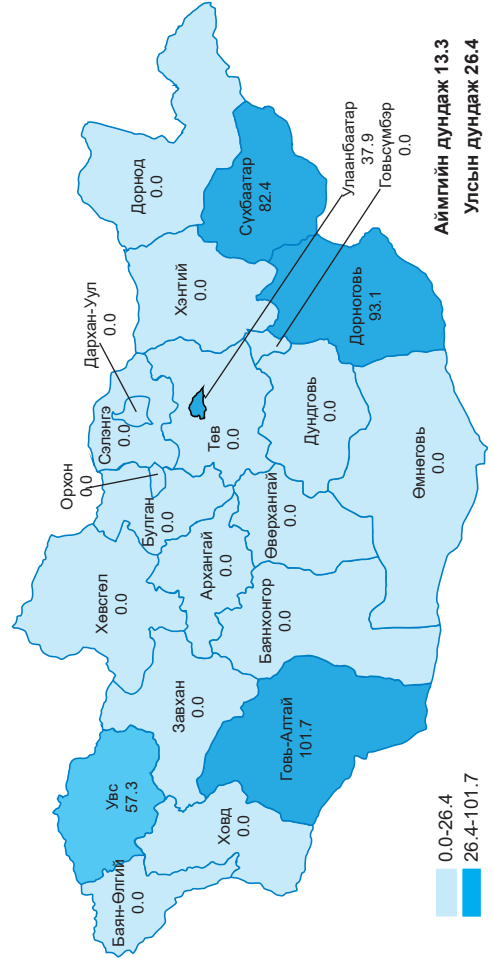 Баян-Өлгий
0.0
Увс
57.3
Ховд
0.0
Завхан
0.0
Говь-Алтай
101.7
Хөвсгөл
0.0
Баянхонгор
0.0
Архангай
0.0
Өвөрхангай
0.0
Булган
0.0
Орхон
0.0
Сэлэнгэ
0.0
Дархан-Уул
0.0
Төв
0.0
Дундговь
0.0
Өмнөговь
0.0
Хэнтий
0.0
Дорнод
0.0
Сүхбаатар
82.4
Дорноговь
93.1
Улаанбаатар
37.9
Говьсүмбэр
0.0
0.0-26.4
26.4-101.7
Аймгийн дундаж 13.3
Улсын дундаж 26.4